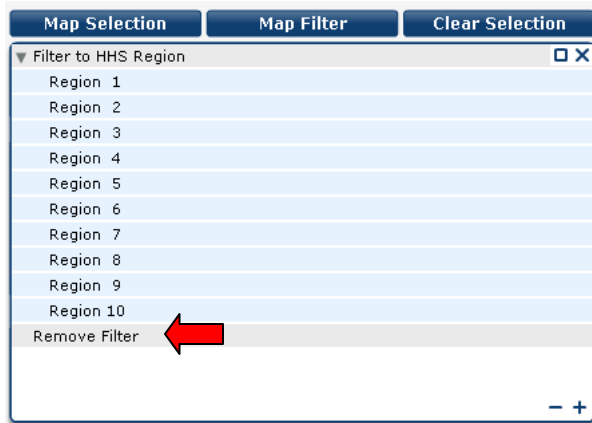 Map Selection Map Filter Clear Selection
Filter to HHS Region
Region 1
Region 2
Region 3
Region 4
Region 5
Region 6
Region 7
Region 8
Region 9
Region 10
Remove Filter